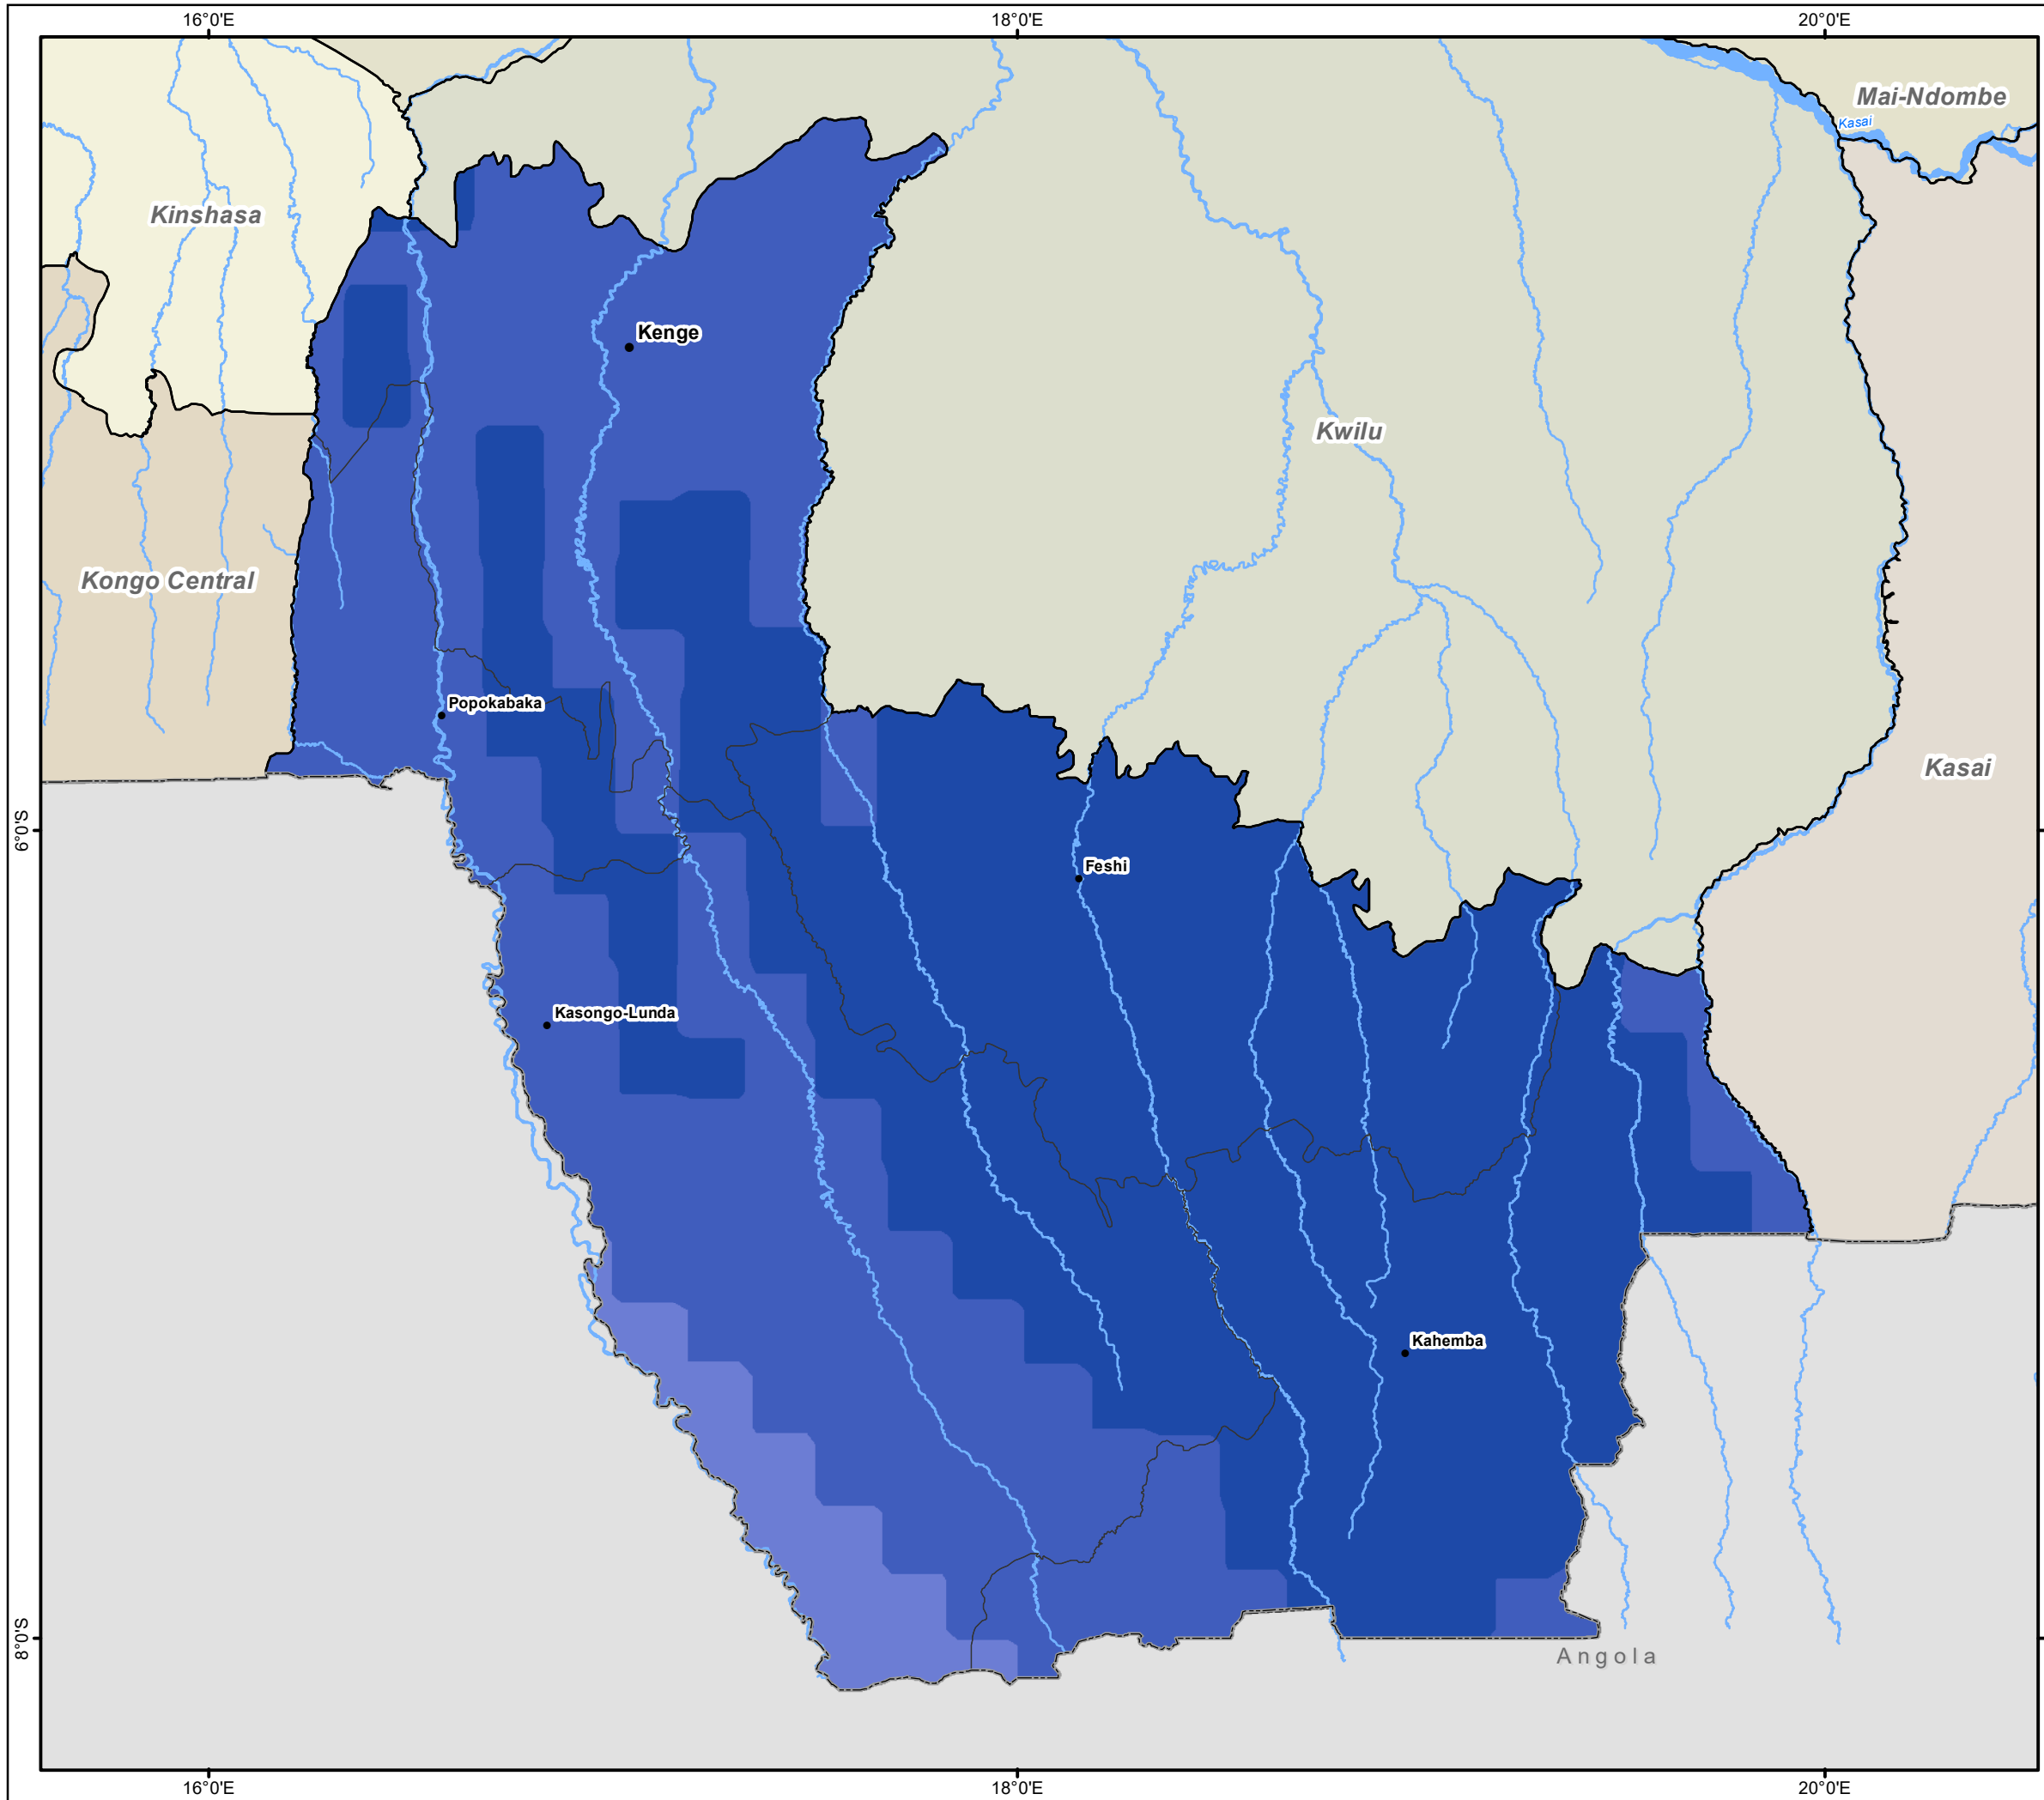 16°0'E
18°0'E
20°0'E
Mai-Ndombe
Kasai
Kinshasa
Kenge
Kwilu
Kongo Central
Popokabaka
Kasai
6°0'S
Feshi
Kasongo-Lunda
Kahemba
8°0'S
Angola
16°0'E
18°0'E
20°0'E